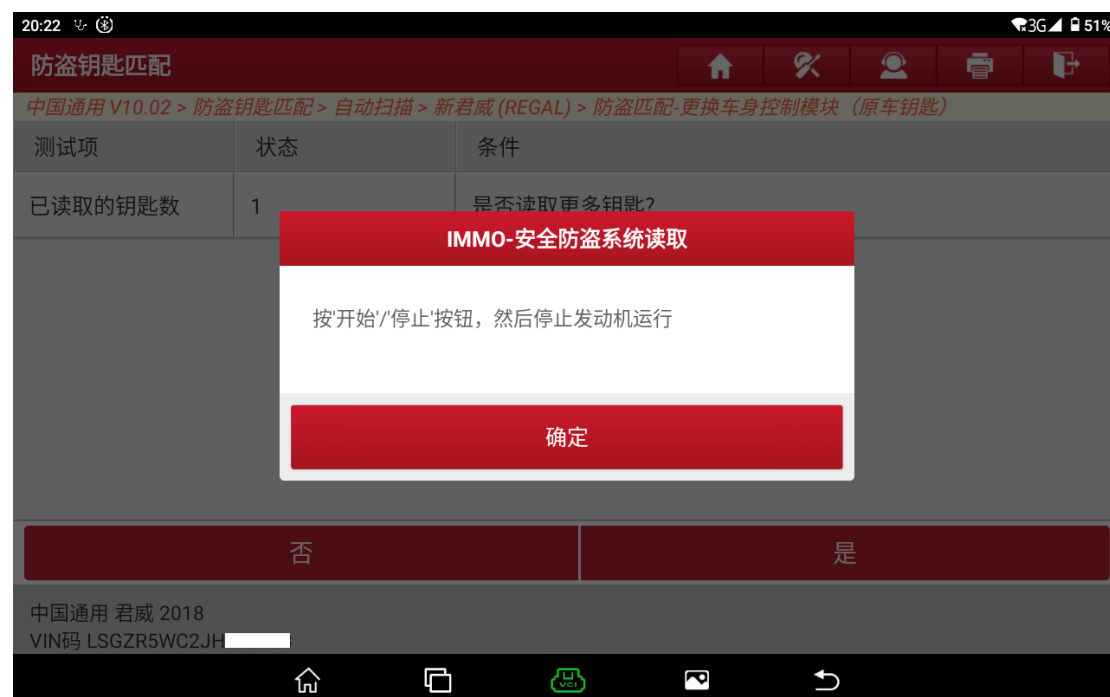 20:22 3G 51%
防盗钥匙匹配
中国通用 V10.02 > 防盗钥匙匹配 > 自动扫描 > 新君威 (REGAL) > 防盗匹配-更换车身控制模块（原车钥匙）
测试项 状态 条件
已读取的钥匙数 1 是否读取更多钥匙?
IMMO-安全防盗系统读取
按'开始'/'停止'按钮，然后停止发动机运行
确定
否 是
中国通用 君威 2018
VIN码 LSGZR5WC2JH
VCI